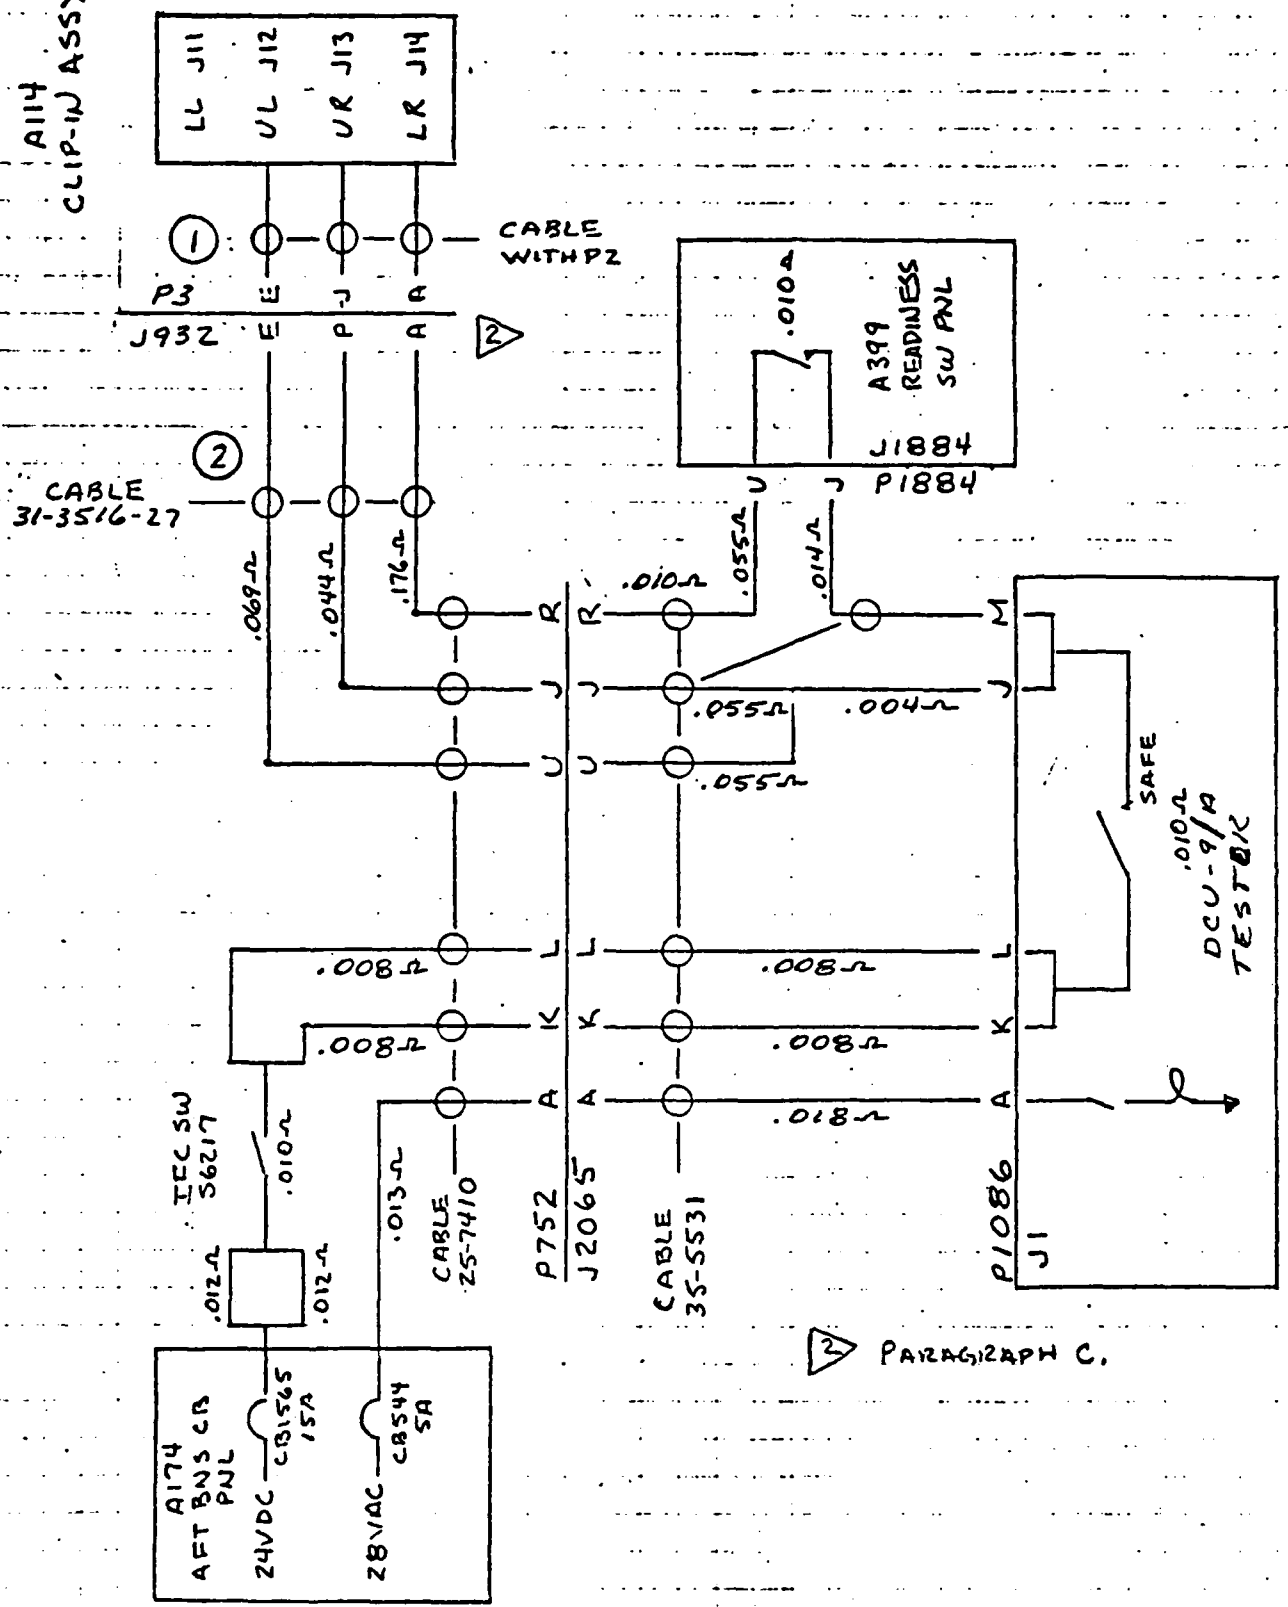 A114
CLIP-IN ASSY
LL J11
UL J12
UR J13
LR J14
1
CABLE
WITH P2
P3
E
J
A
J932
E
P
A
2
2
CABLE
31-3516-27
.069Ω
.044Ω
.176Ω
.010Ω
A399
READINESS
SW PNL
J1884
P1884
U
J
.055Ω
.014Ω
.010Ω
R
R
M
J
J
J
.055Ω
.004Ω
U
U
.055Ω
SAFE
.010Ω
DCU-9/A
TESTER
L
L
L
.008Ω
.008Ω
K
K
K
.008Ω
.008Ω
A
A
A
.018Ω
.013Ω
IFC SW
S6217
.010Ω
.012Ω
.012Ω
CABLE
25-7410
P752
J2065
CABLE
35-5531
P1086
J1
2 PARAGRAPH C.
A174
AFT BNS CB
PNL
24VDC
CB1565
15A
28VAC
CB544
5A